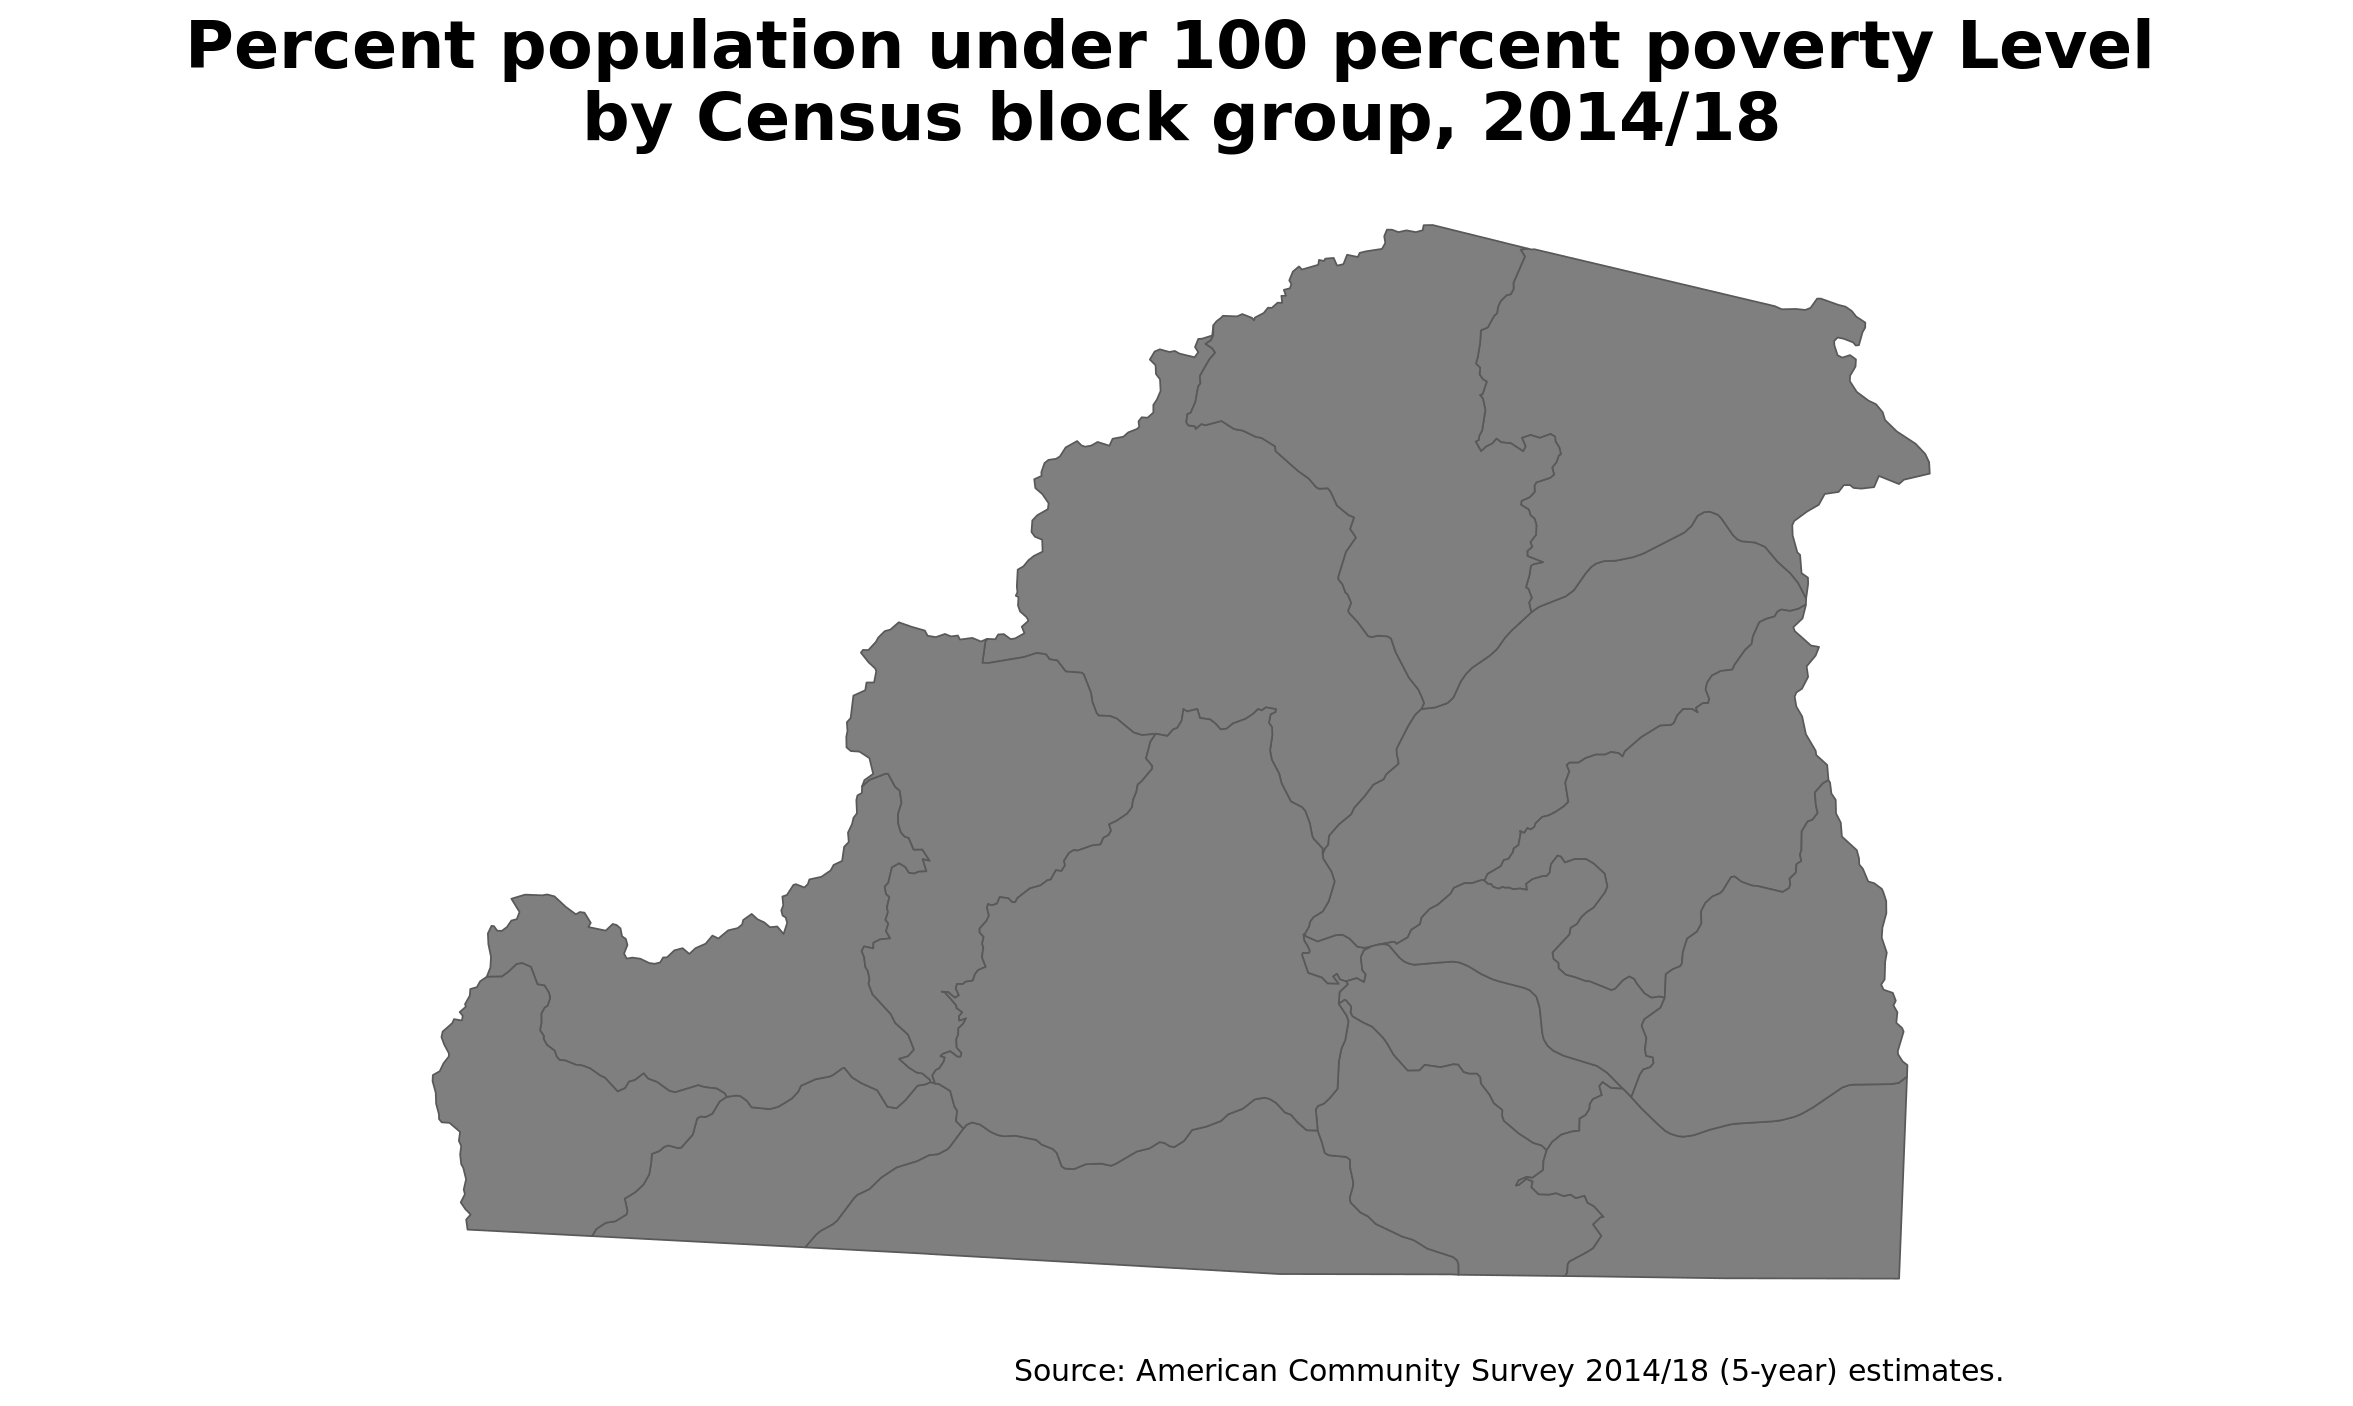 Percent population under 100 percent poverty Level
by Census block group, 2014/18
Source: American Community Survey 2014/18 (5-year) estimates.